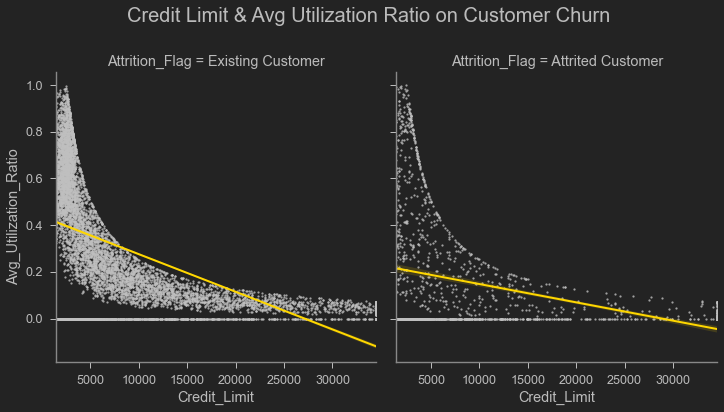 Credit Limit & Avg Utilization Ratio on Customer Churn
Attrition_Flag = Existing Customer
Attrition_Flag = Attrited Customer
1.0
0.8
0.6
0.4
0.2
0.0
Avg_Utilization_Ratio
5000 10000 15000 20000 25000 30000
5000 10000 15000 20000 25000 30000
Credit_Limit
Credit_Limit